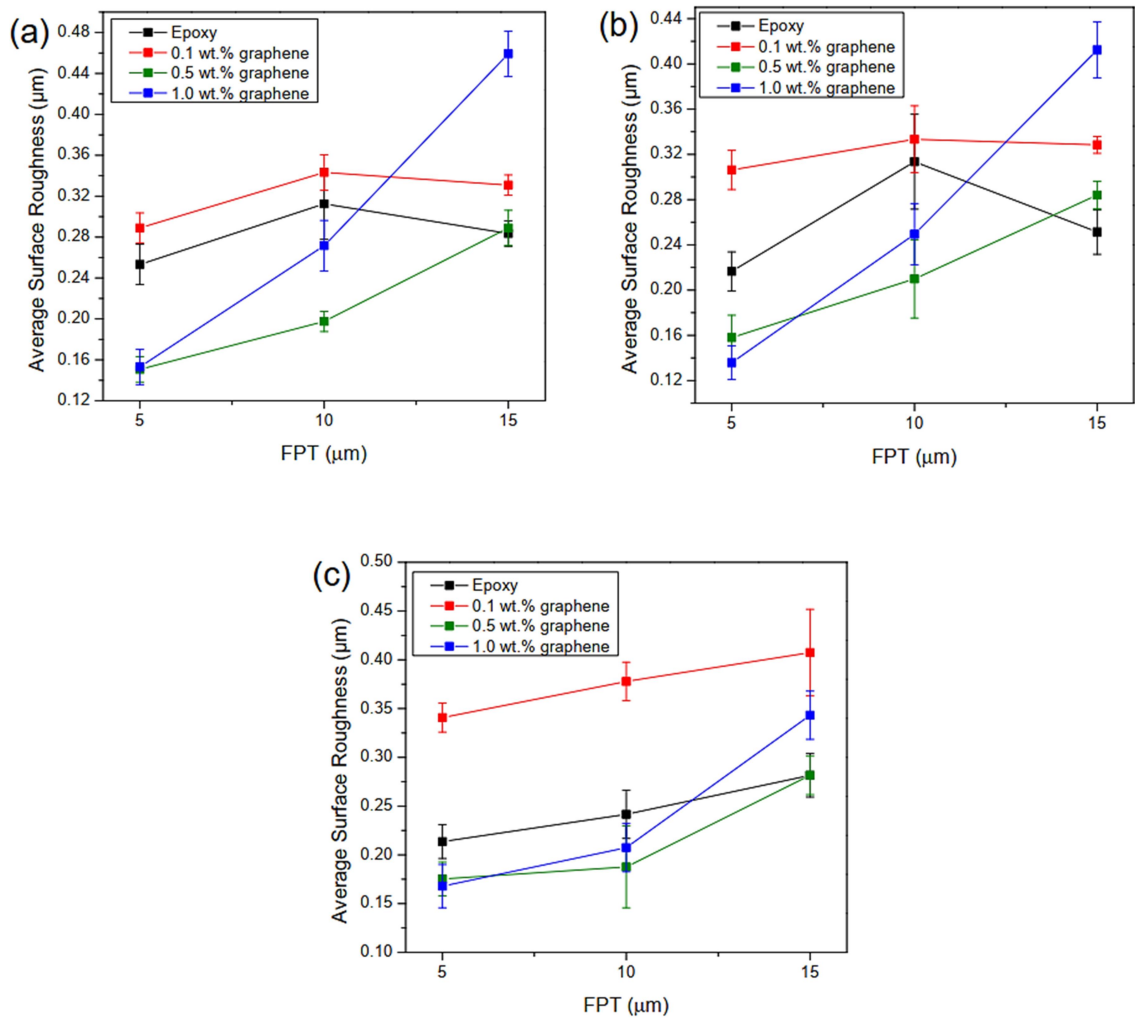 (a)
Epoxy
0.1 wt.% graphene
0.5 wt.% graphene
1.0 wt.% graphene
0.48
0.44
0.40
0.36
0.32
0.28
0.24
0.20
0.16
0.12
Average Surface Roughness (μm)
5 10 15
FPT (μm)
(b)
Epoxy
0.1 wt.% graphene
0.5 wt.% graphene
1.0 wt.% graphene
0.44
0.40
0.36
0.32
0.28
0.24
0.20
0.16
0.12
Average Surface Roughness (μm)
5 10 15
FPT (μm)
(c)
Epoxy
0.1 wt.% graphene
0.5 wt.% graphene
1.0 wt.% graphene
0.50
0.45
0.40
0.35
0.30
0.25
0.20
0.15
0.10
Average Surface Roughness (μm)
5 10 15
FPT (μm)